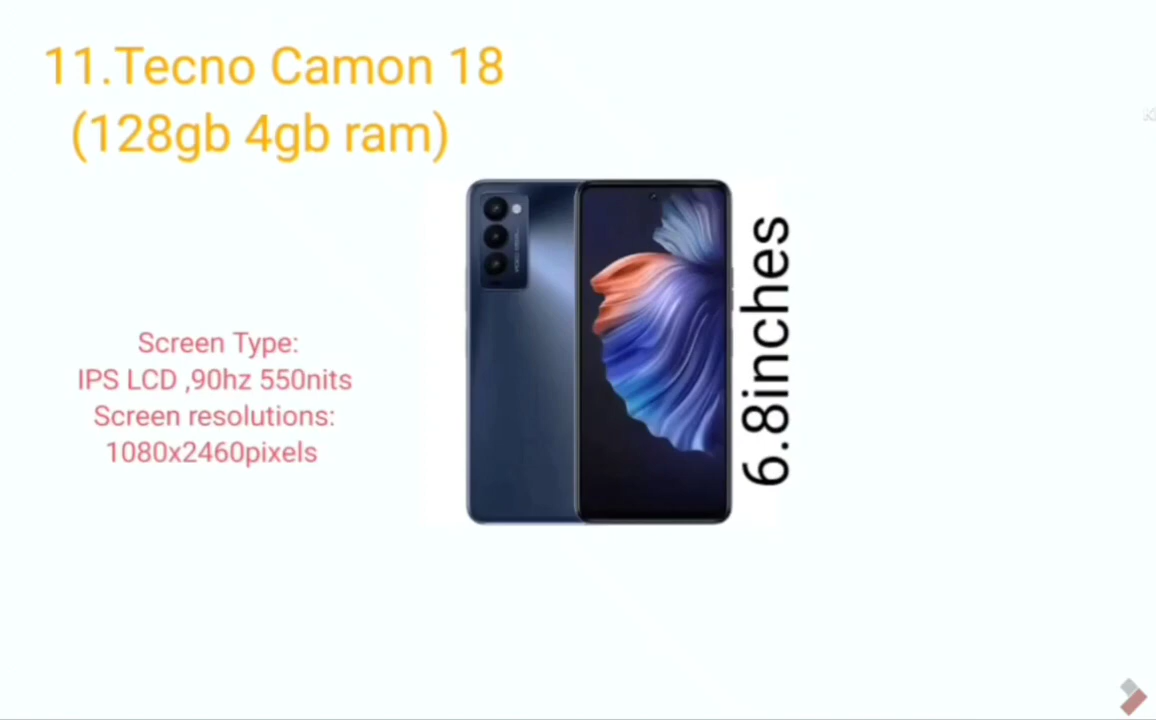 11.Tecno Camon 18
(128gb 4gb ram)
6.8inches
Screen Type:
IPS LCD ,90hz 550nits
Screen resolutions:
1080x2460pixels